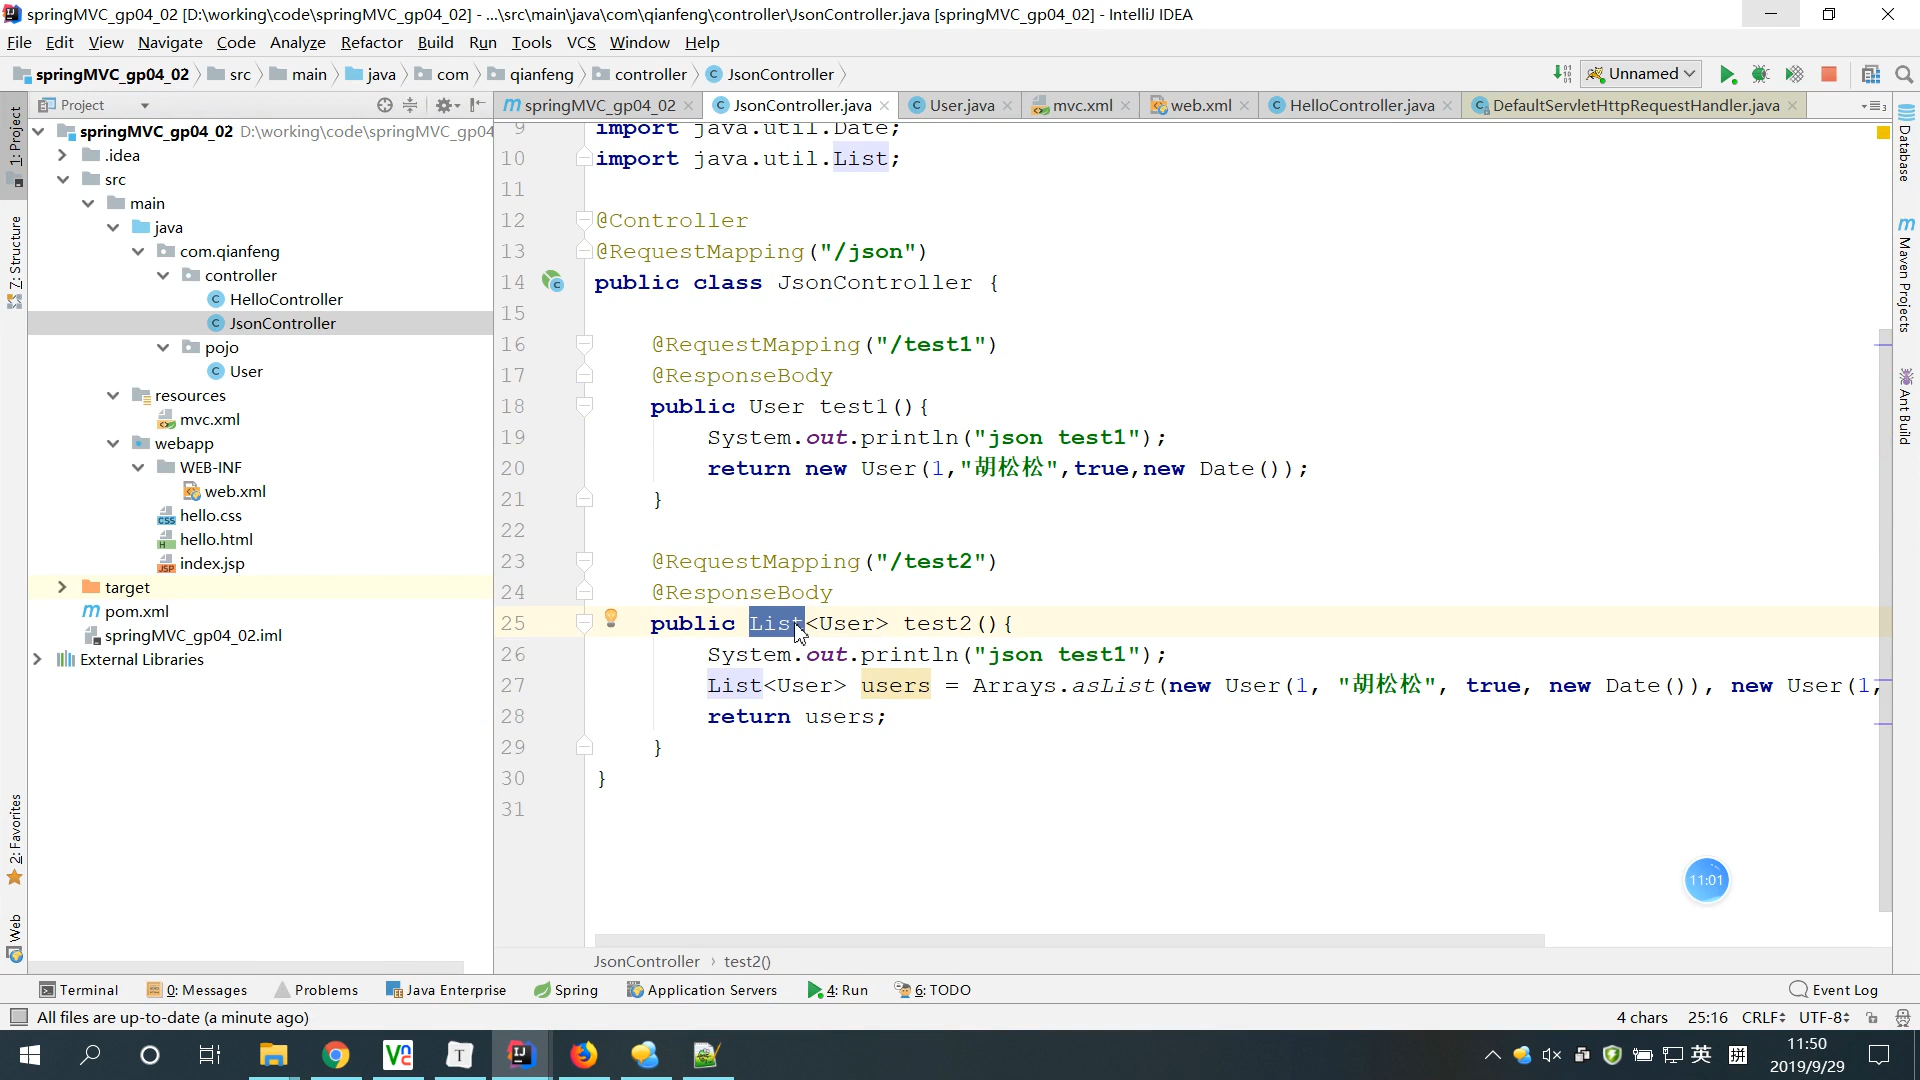 springMVC_gp04_02 [D:\working\code\springMVC_gp04_02] - ...\src\main\java\com\qianfeng\controller\JsonController.java [springMVC_gp04_02] - IntelliJ IDEA
File Edit View Navigate Code Analyze Refactor Build Run Tools VCS Window Help
springMVC_gp04_02 src main java com qianfeng controller JsonController
Unnamed
Project
springMVC_gp04_02 JsonController.java User.java mvc.xml web.xml HelloController.java DefaultServletHttpRequestHandler.java
3
springMVC_gp04_02 D:\working\code\springMVC_gp04
.idea
src
main
java
com.qianfeng
controller
HelloController
JsonController
pojo
User
resources
mvc.xml
webapp
WEB-INF
web.xml
hello.css
hello.html
index.jsp
target
pom.xml
springMVC_gp04_02.iml
External Libraries
1: Project
7: Structure
2: Favorites
Web
9 import java.util.Date;
10 import java.util.List;
11
12 @Controller
13 @RequestMapping("/json")
14 public class JsonController {
15
16 @RequestMapping("/test1")
17 @ResponseBody
18 public User test1(){
19 System.out.println("json test1");
20 return new User(1,"胡松松",true,new Date());
21 }
22
23 @RequestMapping("/test2")
24 @ResponseBody
25 public List<User> test2(){
26 System.out.println("json test1");
27 List<User> users = Arrays.asList(new User(1, "胡松松", true, new Date()), new User(1,
28 return users;
29 }
30 }
31
Database
Maven Projects
Ant Build
11:01
JsonController › test2()
Terminal 0: Messages Problems Java Enterprise Spring Application Servers 4: Run 6: TODO Event Log
All files are up-to-date (a minute ago) 4 chars 25:16 CRLF UTF-8
英 拼
11:50
2019/9/29